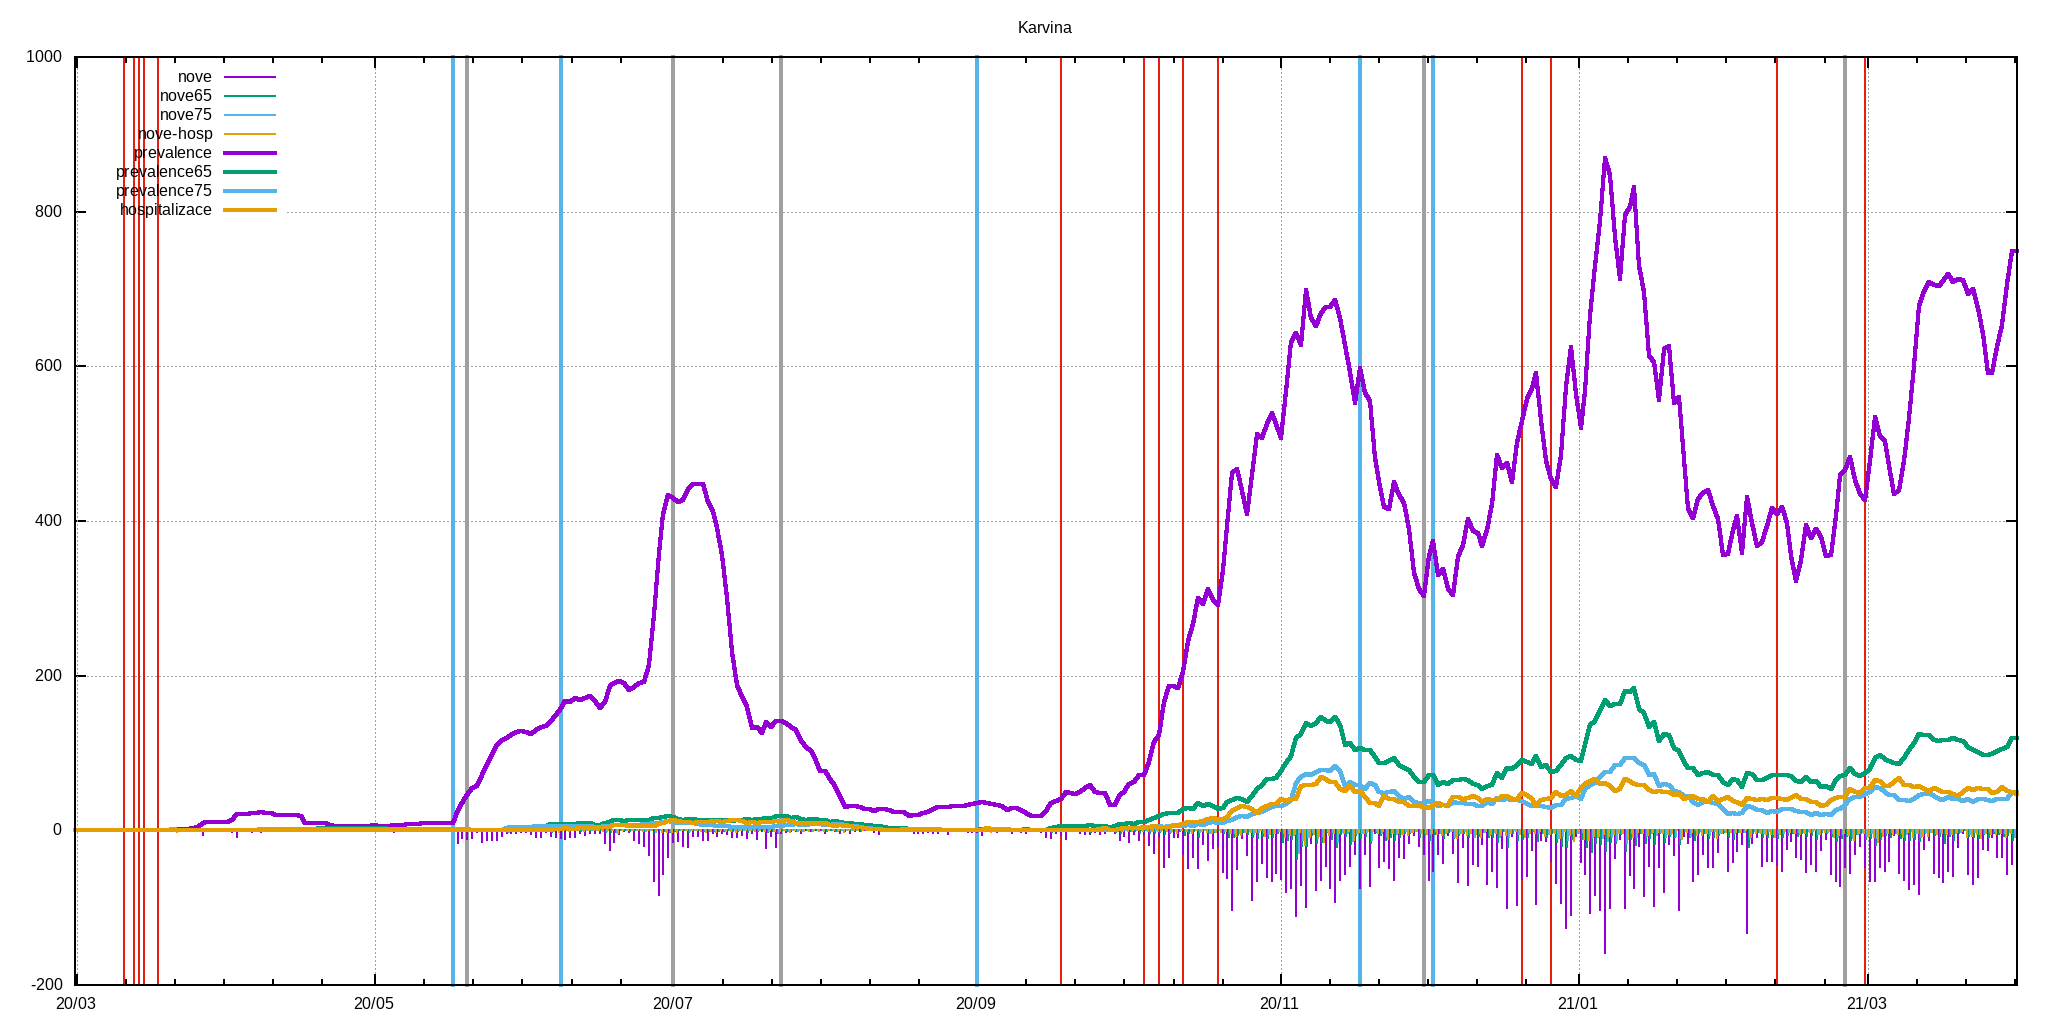 Karvina
1000
800
600
400
200
0
-200
nove
nove65
nove75
nove-hosp
prevalence
prevalence65
prevalence75
hospitalizace
20/03 20/05 20/07 20/09 20/11 21/01 21/03